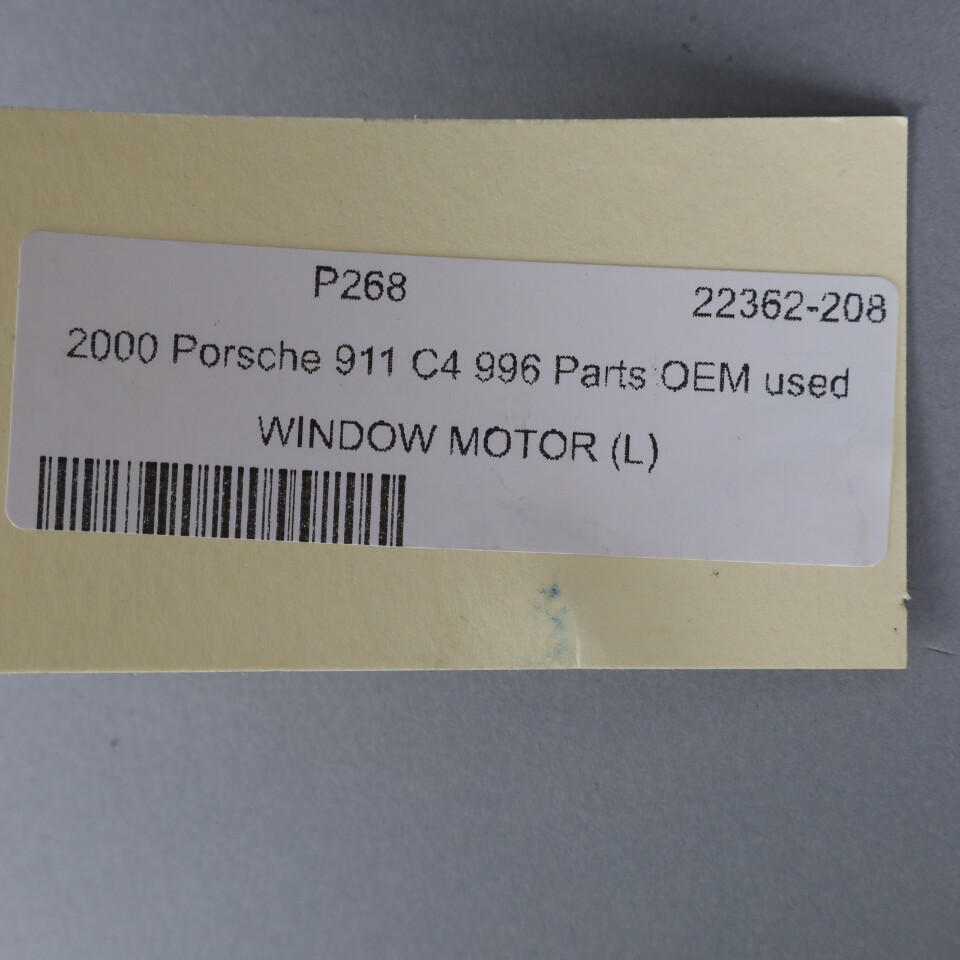 P268
22362-208
2000 Porsche 911 C4 996 Parts OEM used
WINDOW MOTOR (L)